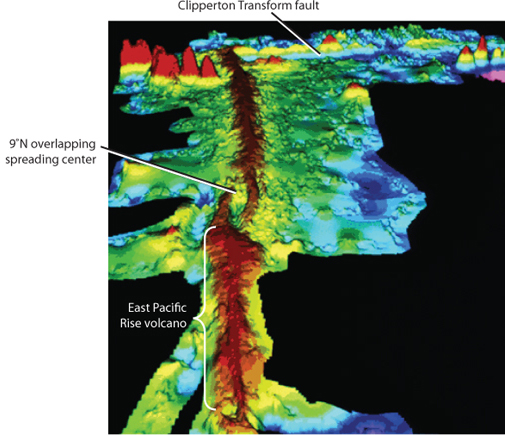 Clipperton Transform fault
9°N overlapping
spreading center
East Pacific
Rise volcano